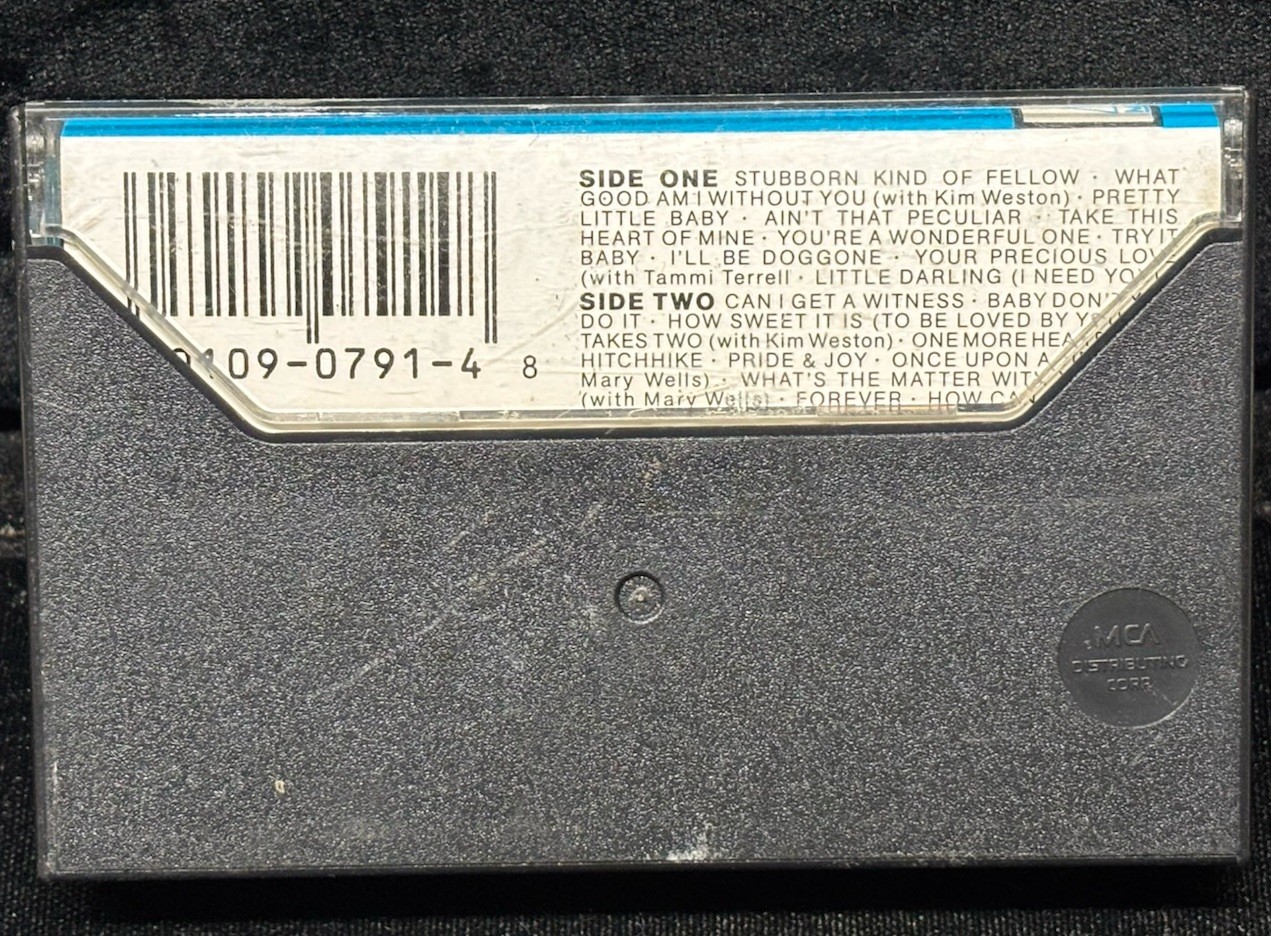 SIDE ONE STUBBORN KIND OF FELLOW · WHAT
GOOD AM I WITHOUT YOU (with Kim Weston) · PRETTY
LITTLE BABY · AIN'T THAT PECULIAR · TAKE THIS
HEART OF MINE · YOU'RE A WONDERFUL ONE · TRY IT
BABY · I'LL BE DOGGONE · YOUR PRECIOUS
(with Tammi Terrell · LITTLE DARLING (I NEED
SIDE TWO CAN I GET A WITNESS · BABY DON'T
DO IT · HOW SWEET IT IS (TO BE LOVED BY
TAKES TWO (with Kim Weston) · ONE MORE
HITCHHIKE · PRIDE & JOY · ONCE UPON A
Mary Wells) · WHAT'S THE MATTER
(with Mary Wells) · FOREVER · HOW
0109-0791-4 8
MCA
DISTRIBUTING
CORP.